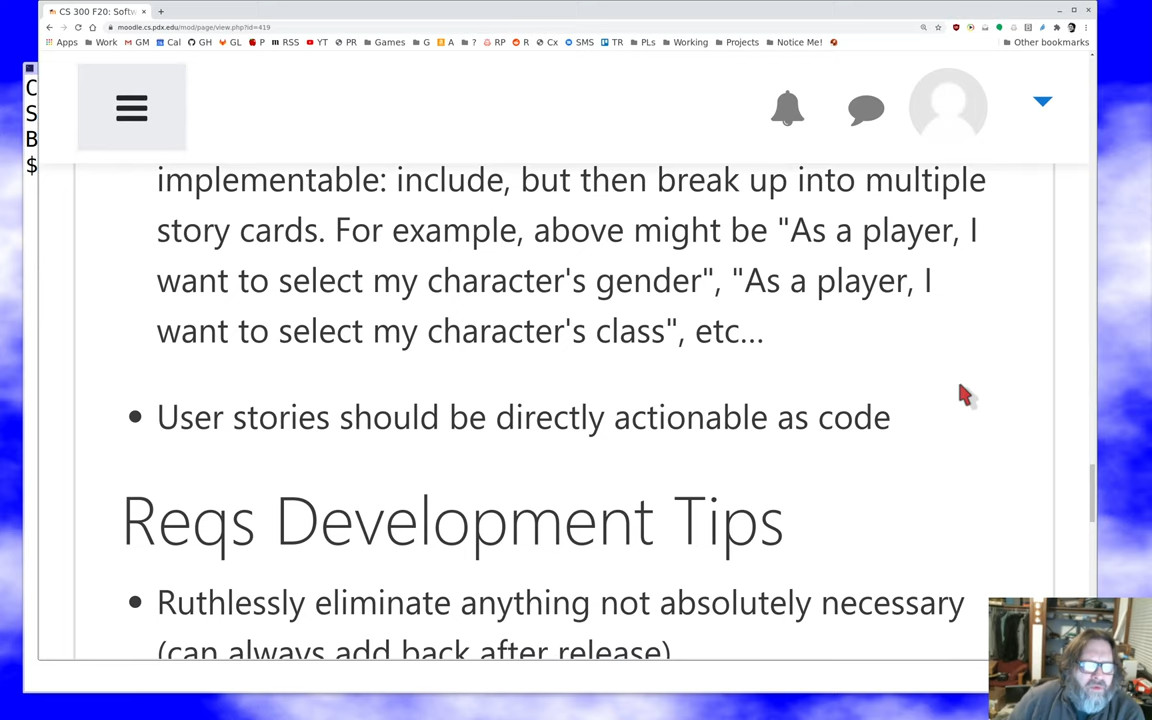 CS 300 F20: Softw
moodle.cs.pdx.edu/mod/page/view.php?id=419
Apps Work GM Cal GH GL P RSS YT PR Games G A ? RP R Cx SMS TR PLs Working Projects Notice Me! Other bookmarks
C
S
B
$
implementable: include, but then break up into multiple
story cards. For example, above might be "As a player, I
want to select my character's gender", "As a player, I
want to select my character's class", etc...
• User stories should be directly actionable as code
Reqs Development Tips
• Ruthlessly eliminate anything not absolutely necessary
(can always add back after release)